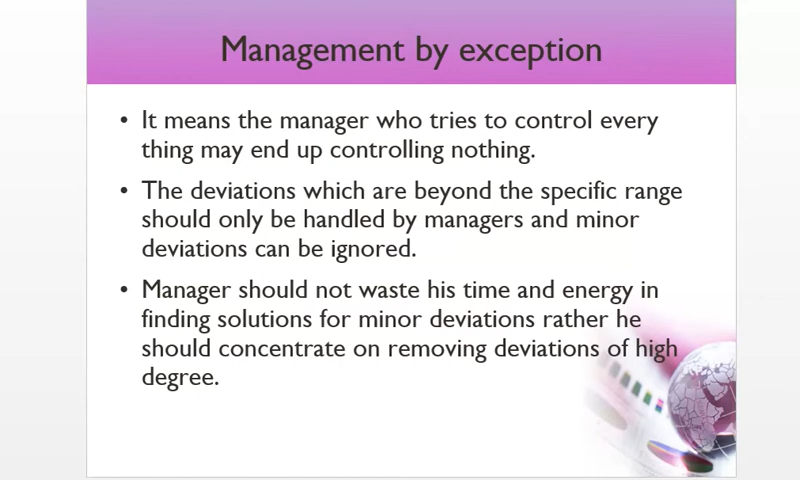 Management by exception
• It means the manager who tries to control every
thing may end up controlling nothing.
• The deviations which are beyond the specific range
should only be handled by managers and minor
deviations can be ignored.
• Manager should not waste his time and energy in
finding solutions for minor deviations rather he
should concentrate on removing deviations of high
degree.